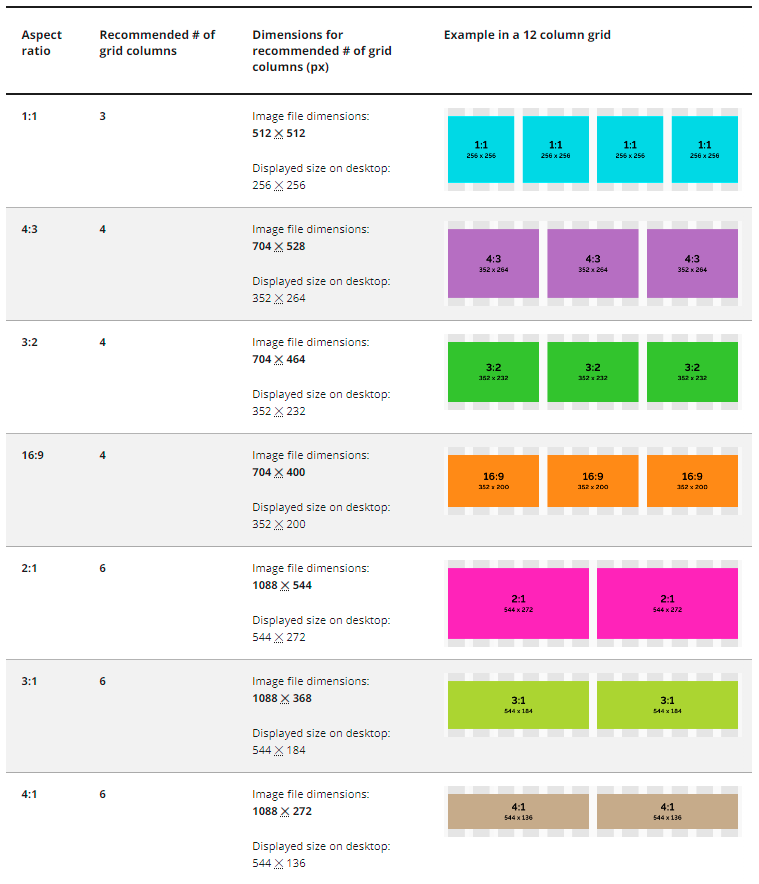 Aspect ratio
Recommended # of grid columns
Dimensions for recommended # of grid columns (px)
Example in a 12 column grid
1:1
3
Image file dimensions:
512 × 512
Displayed size on desktop:
256 × 256
1:1 1:1 1:1 1:1
256 x 256 256 x 256 256 x 256 256 x 256
4:3
4
Image file dimensions:
704 × 528
Displayed size on desktop:
352 × 264
4:3 4:3 4:3
352 x 264 352 x 264 352 x 264
3:2
4
Image file dimensions:
704 × 464
Displayed size on desktop:
352 × 232
3:2 3:2 3:2
352 x 232 352 x 232 352 x 232
16:9
4
Image file dimensions:
704 × 400
Displayed size on desktop:
352 × 200
16:9 16:9 16:9
352 x 200 352 x 200 352 x 200
2:1
6
Image file dimensions:
1088 × 544
Displayed size on desktop:
544 × 272
2:1 2:1
544 x 272 544 x 272
3:1
6
Image file dimensions:
1088 × 368
Displayed size on desktop:
544 × 184
3:1 3:1
544 x 184 544 x 184
4:1
6
Image file dimensions:
1088 × 272
Displayed size on desktop:
544 × 136
4:1 4:1
544 x 136 544 x 136